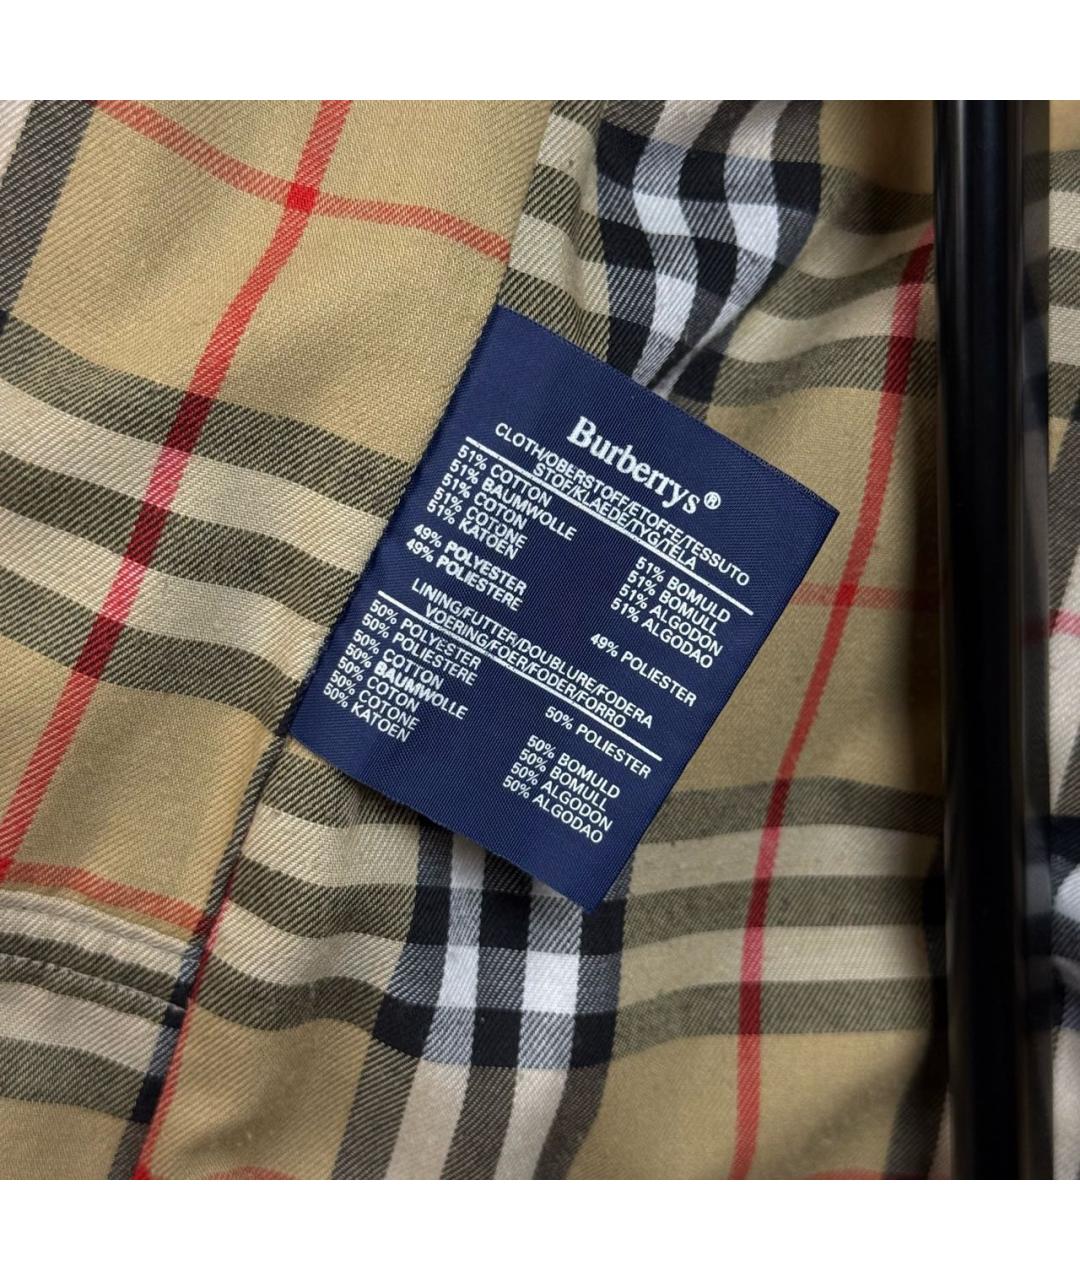 Burberrys®
CLOTH/OBERSTOFF/ETOFFE/TESSUTO
STOF/KLAEDE/TYG/TELA
51% COTTON
51% BAUMWOLLE
51% COTON
51% COTONE
51% KATOEN
51% BOMULD
51% BOMULL
51% ALGODON
51% ALGODAO
49% POLYESTER
49% POLIESTERE
49% POLIESTER
LINING/FUTTER/DOUBLURE/FODERA
VOERING/FOER/FODER/FORRO
50% POLYESTER
50% POLIESTERE
50% POLIESTER
50% COTTON
50% BAUMWOLLE
50% COTON
50% COTONE
50% KATOEN
50% BOMULD
50% BOMULL
50% ALGODON
50% ALGODAO